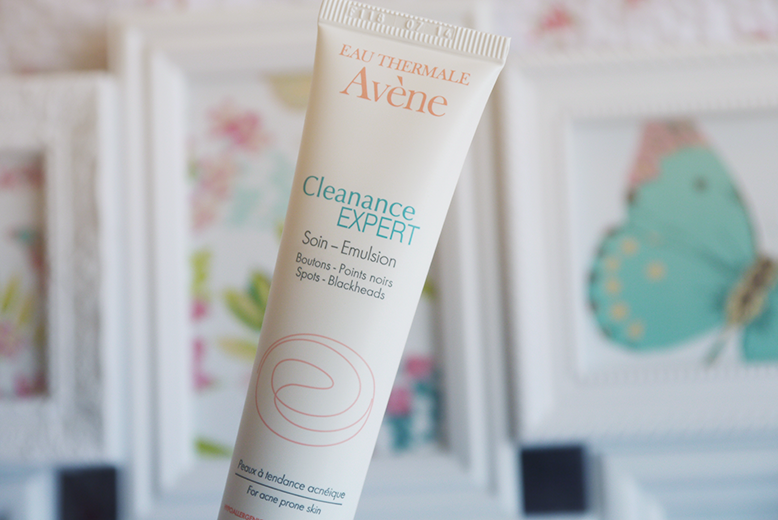 EAU THERMALE
Avène
Cleanance
EXPERT
Soin – Emulsion
Boutons - Points noirs
Spots - Blackheads
Peaux à tendance acnéique
For acne prone skin